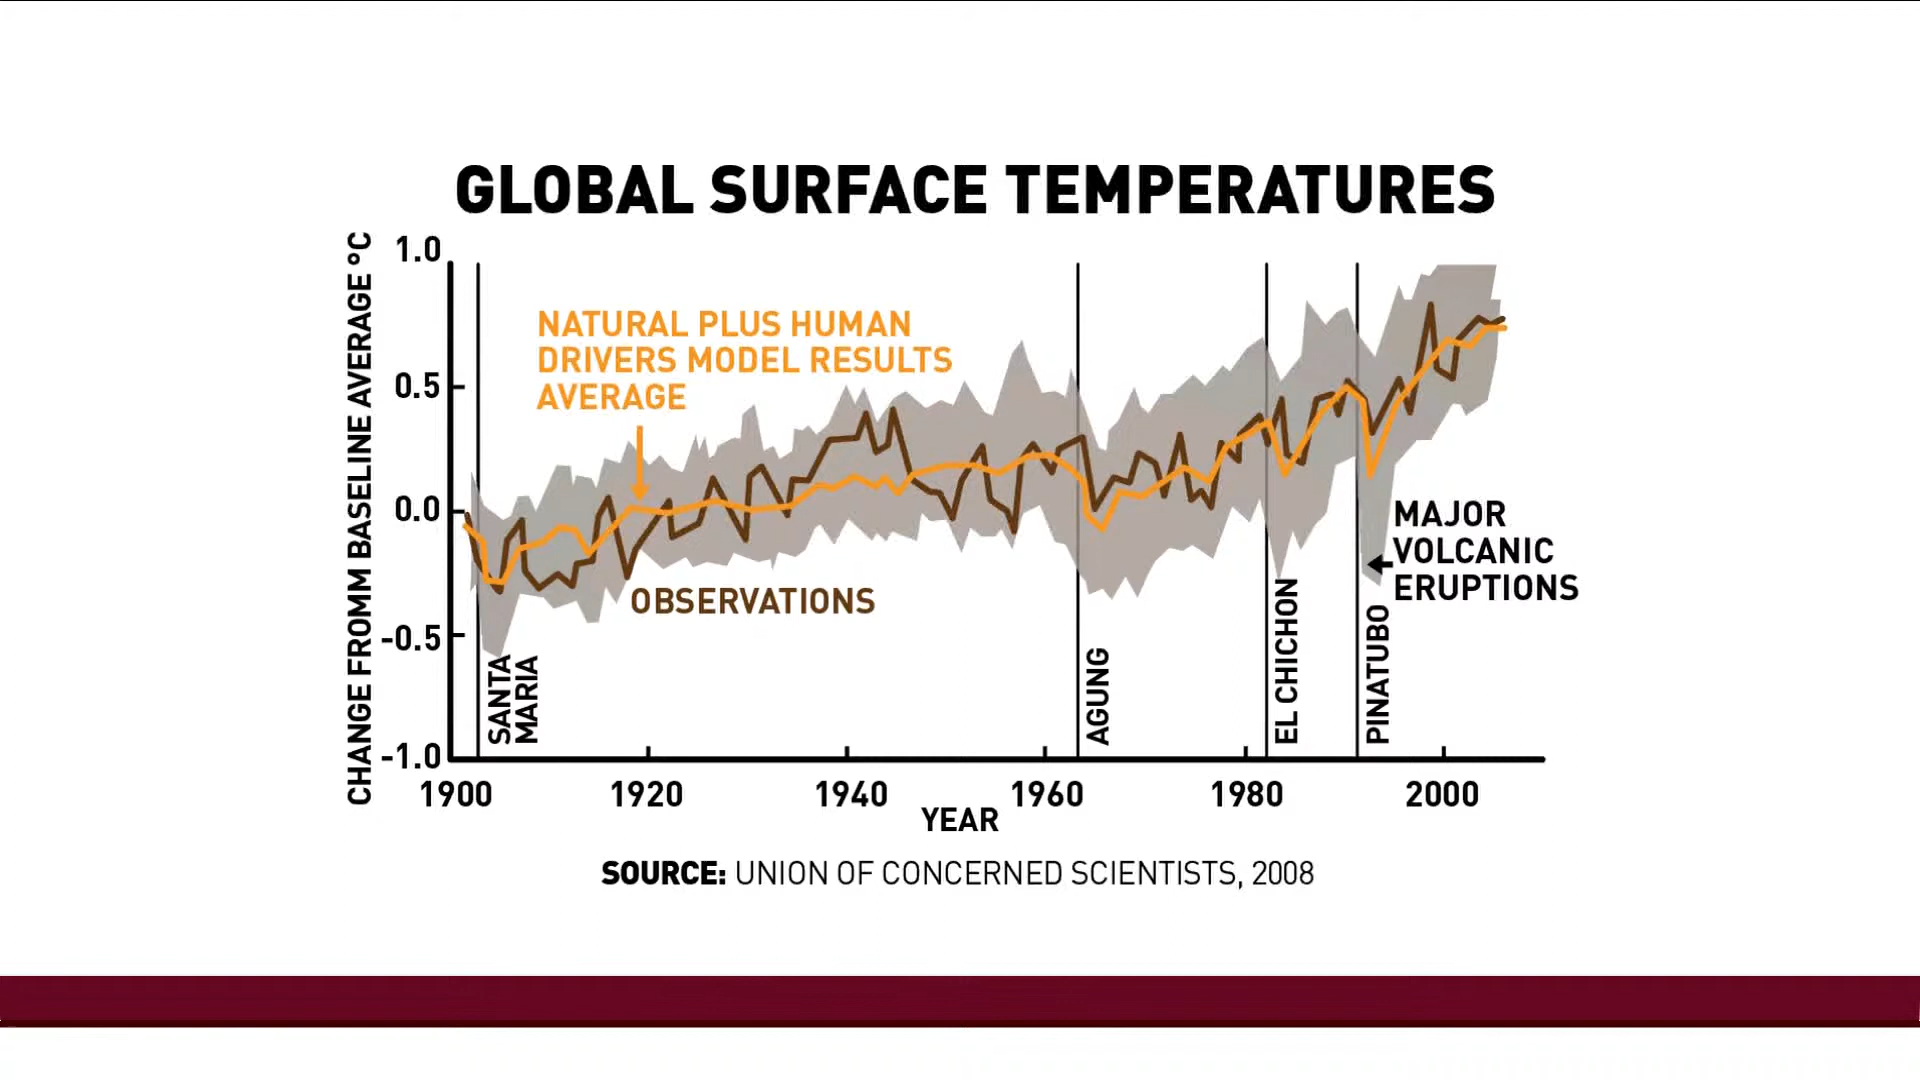 GLOBAL SURFACE TEMPERATURES
CHANGE FROMM BASELINE AVERAGE °C
1.0
0.5
0.0
-0.5
-1.0
NATURAL PLUS HUMAN
DRIVERS MODEL RESULTS
AVERAGE
OBSERVATIONS
MAJOR
VOLCANIC
ERUPTIONS
SANTA
MARIA
AGUNG
EL CHICHON
PINATUBO
1900 1920 1940 1960 1980 2000
YEAR
SOURCE: UNION OF CONCERNED SCIENTISTS, 2008